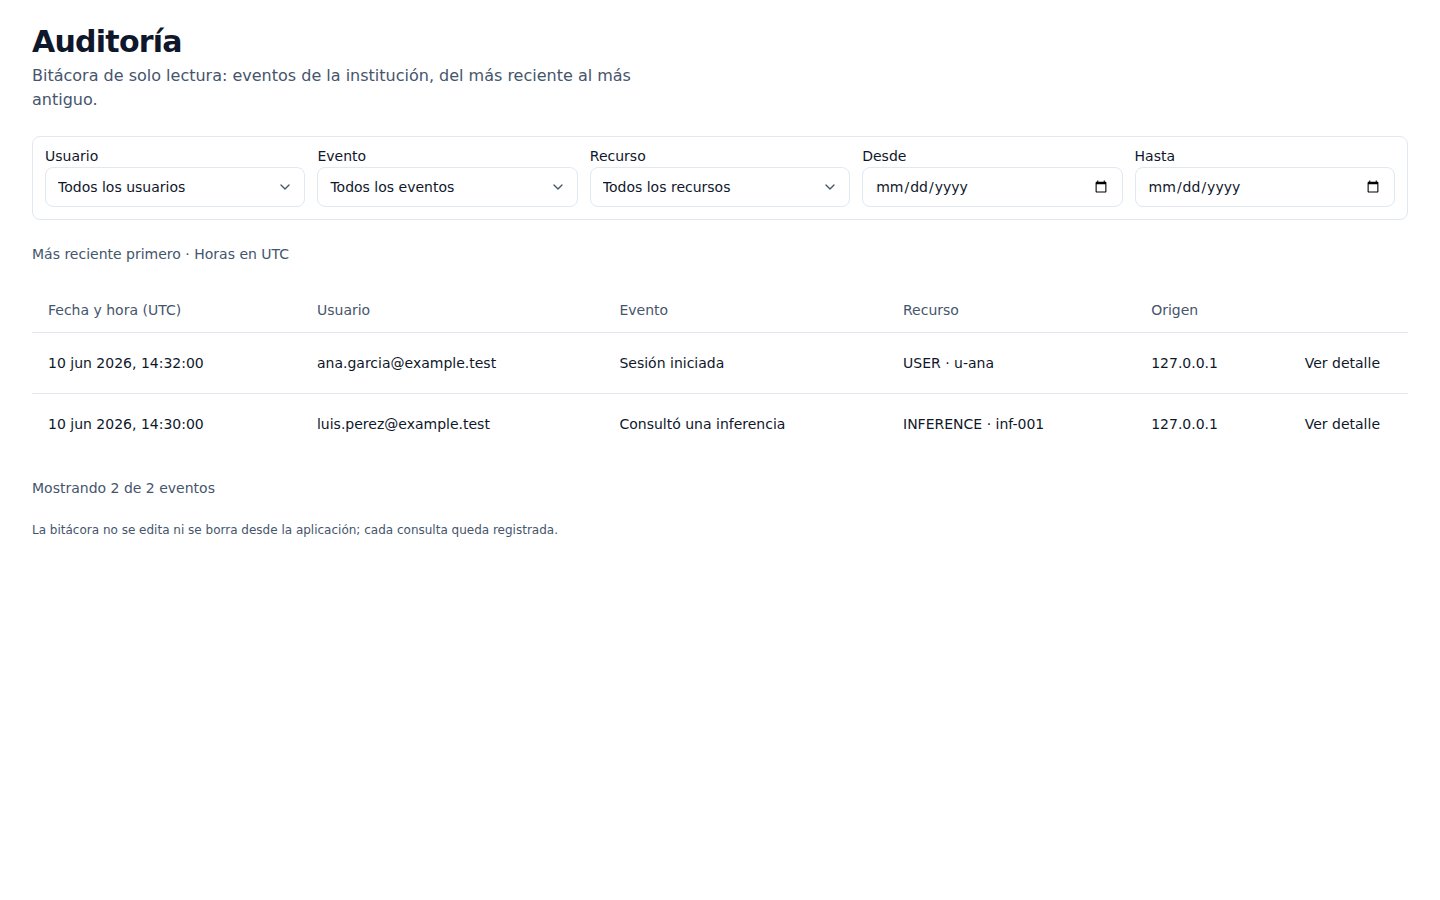 Auditoría
Bitácora de solo lectura: eventos de la institución, del más reciente al más
antiguo.
Usuario Evento Recurso Desde Hasta
Todos los usuarios Todos los eventos Todos los recursos mm/dd/yyyy mm/dd/yyyy
Más reciente primero · Horas en UTC
Fecha y hora (UTC) Usuario Evento Recurso Origen
10 jun 2026, 14:32:00 ana.garcia@example.test Sesión iniciada USER · u-ana 127.0.0.1 Ver detalle
10 jun 2026, 14:30:00 luis.perez@example.test Consultó una inferencia INFERENCE · inf-001 127.0.0.1 Ver detalle
Mostrando 2 de 2 eventos
La bitácora no se edita ni se borra desde la aplicación; cada consulta queda registrada.